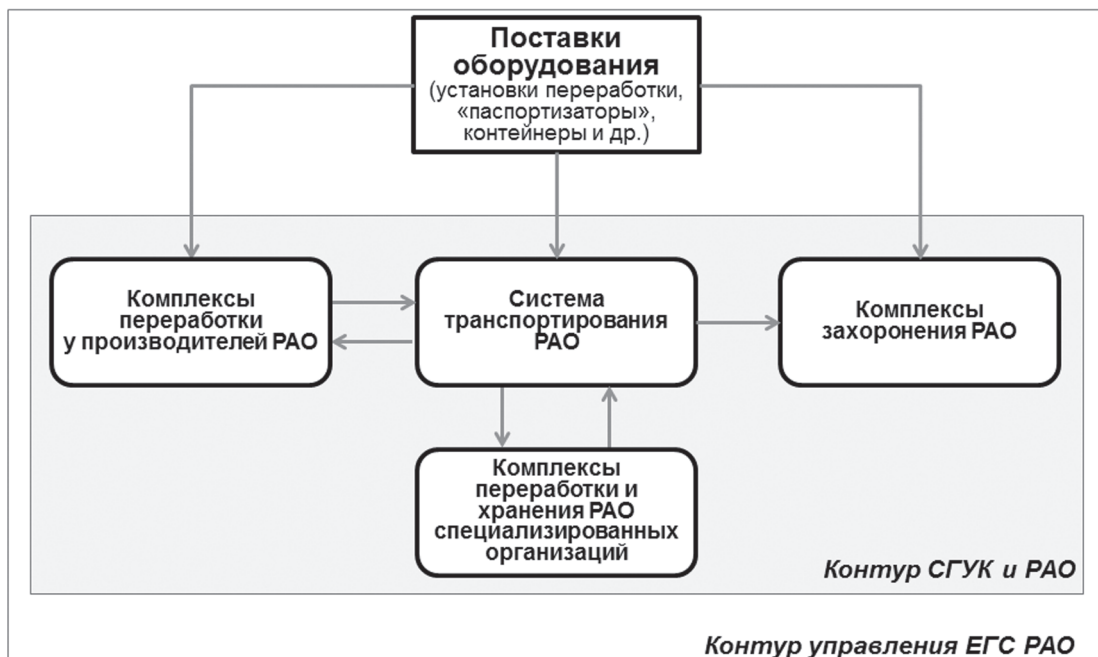 Поставки
оборудования
(установки переработки,
«паспортизаторы»,
контейнеры и др.)
Комплексы
переработки
у производителей РАО
Система
транспортирования
РАО
Комплексы
захоронения РАО
Комплексы
переработки и
хранения РАО
специализированных
организаций
Контур СГУК и РАО
Контур управления ЕГС РАО